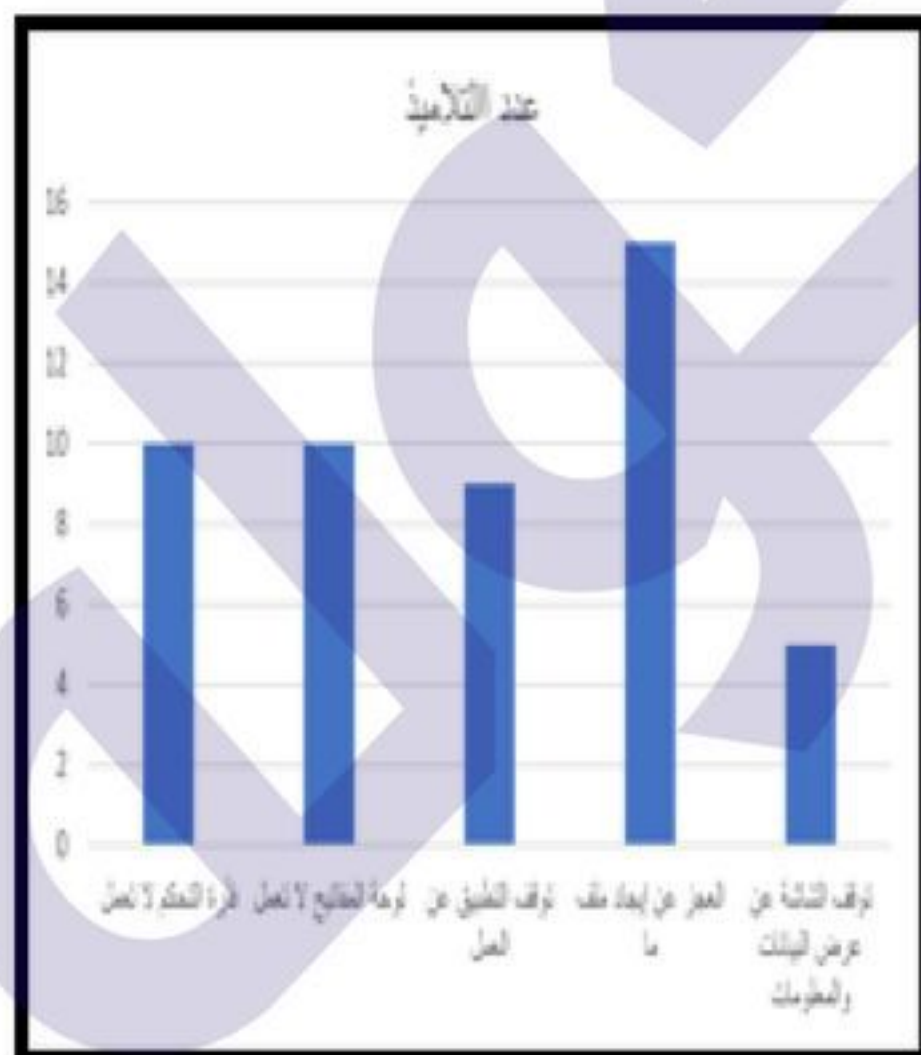 عند التلاميذ
16
14
12
10
8
6
4
2
0
فأرة التحكم لا تعمل
لوحة المفاتيح لا تعمل
توقف التطبيق عن
العمل
العجز عن إيجاد ملف
ما
توقف الشاشة عن
عرض البيانات
والمعلومات